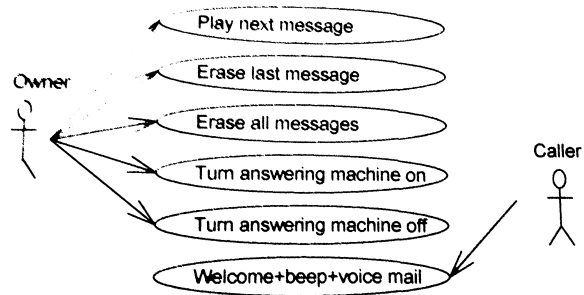 Play next message
Owner
Erase last message
Erase all messages
Caller
Turn answering machine on
Turn answering machine off
Welcome+beep+voice mail